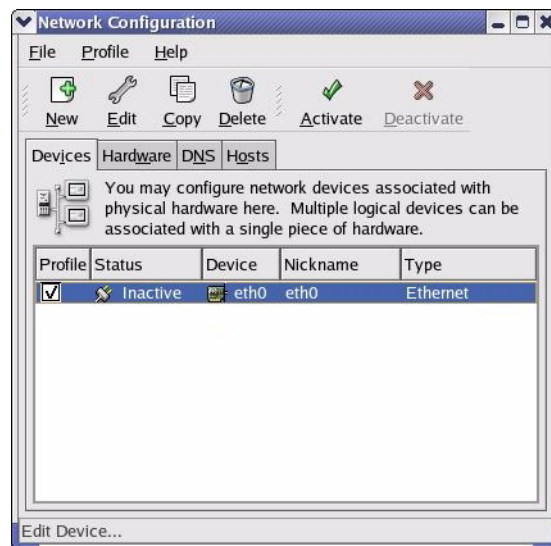 Network Configuration
File Profile Help
New Edit Copy Delete Activate Deactivate
Devices Hardware DNS Hosts
You may configure network devices associated with
physical hardware here. Multiple logical devices can be
associated with a single piece of hardware.
Profile Status Device Nickname Type
Inactive eth0 eth0 Ethernet
Edit Device...